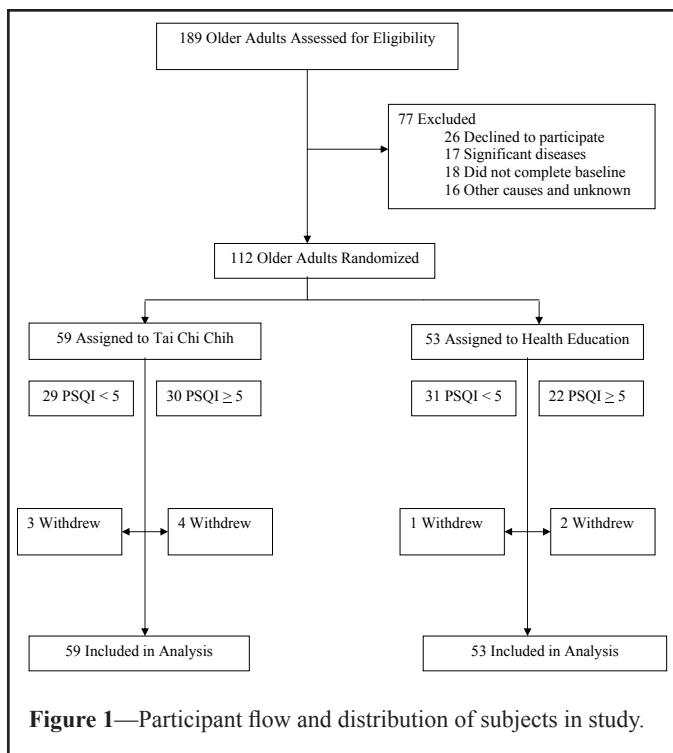 189 Older Adults Assessed for Eligibility
77 Excluded
26 Declined to participate
17 Significant diseases
18 Did not complete baseline
16 Other causes and unknown
112 Older Adults Randomized
59 Assigned to Tai Chi Chih
53 Assigned to Health Education
29 PSQI < 5
30 PSQI ≥ 5
31 PSQI < 5
22 PSQI ≥ 5
3 Withdrew
4 Withdrew
1 Withdrew
2 Withdrew
59 Included in Analysis
53 Included in Analysis
Figure 1—Participant flow and distribution of subjects in study.